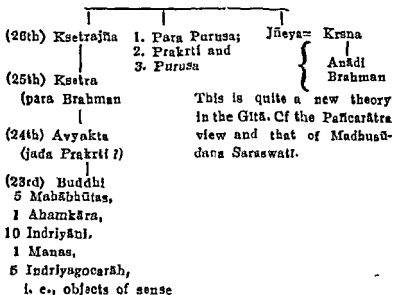 (26th) Ksetrajña
(25th) Ksetra
(para Brahman
(24th) Avyakta
(jada Prakrti?)
(23rd) Buddhi
5 Mahābhūtas,
1 Ahamkāra,
10 Indriyāni,
1 Manas,
5 Indriyagocarāh,
i. e., objects of sense
1. Para Purusa;
2. Prakrti and
3. Purusa
Jñeya= Krsna
Anādi
Brahman
This is quite a new theory
in the Gītā. Cf the Pañcarātra
view and that of Madhusū-
dana Saraswatī.